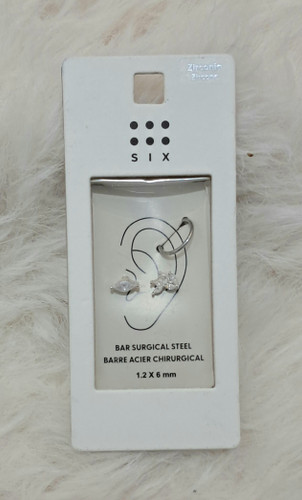 SIX
BAR SURGICAL STEEL
BARRE ACIER CHIRURGICAL
1.2 X 6 mm